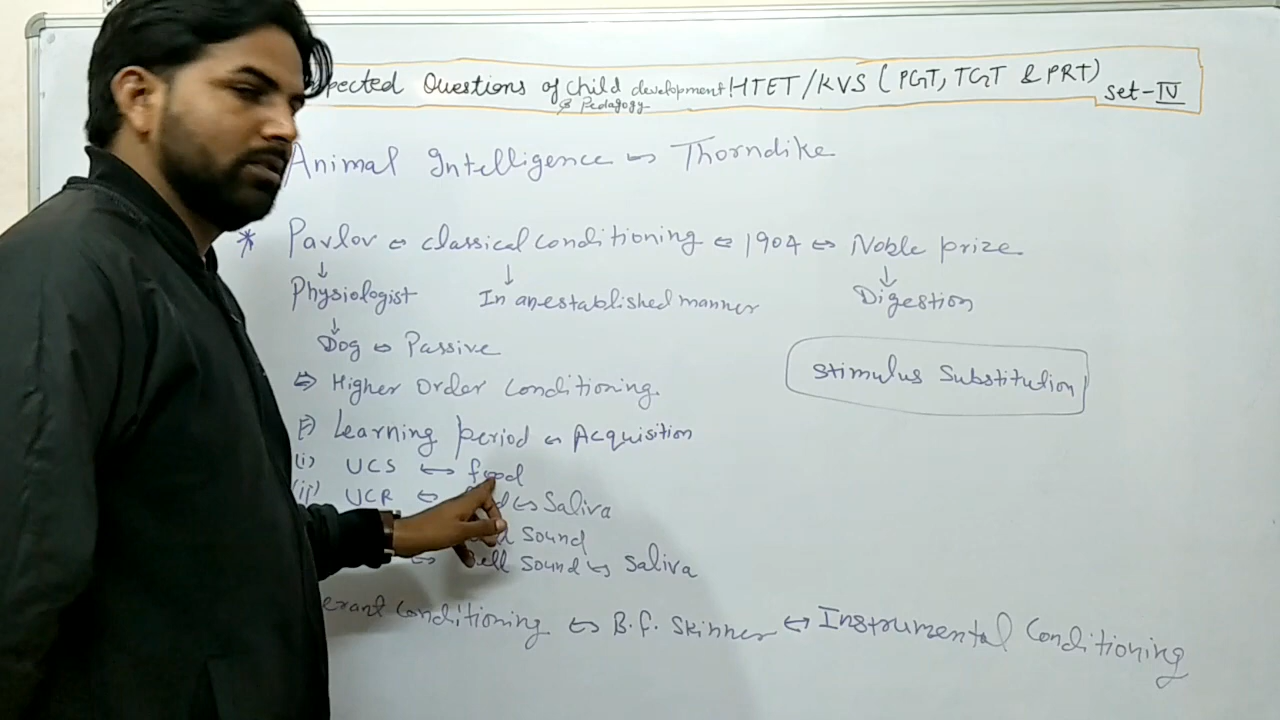 pected Questions of child development HTET/KVS (PGT, TGT & PRT) set-IV
& Pedagogy
Animal Intelligence ↔ Thorndike
* Pavlov ↔ classical conditioning ↔ 1904 ↔ Noble prize
↓ ↓ ↓
Physiologist In an established manner Digestion
↓
Dog ↔ Passive
⇒ Higher Order Conditioning.
Stimulus Substitution
Learning period ↔ Acquisition
(i) UCS ↔ food
(ii) UCR ↔ Saliva
Sound
↔ Bell Sound ↔ Saliva
erant Conditioning ↔ B.f. Skinner ↔ Instrumental Conditioning